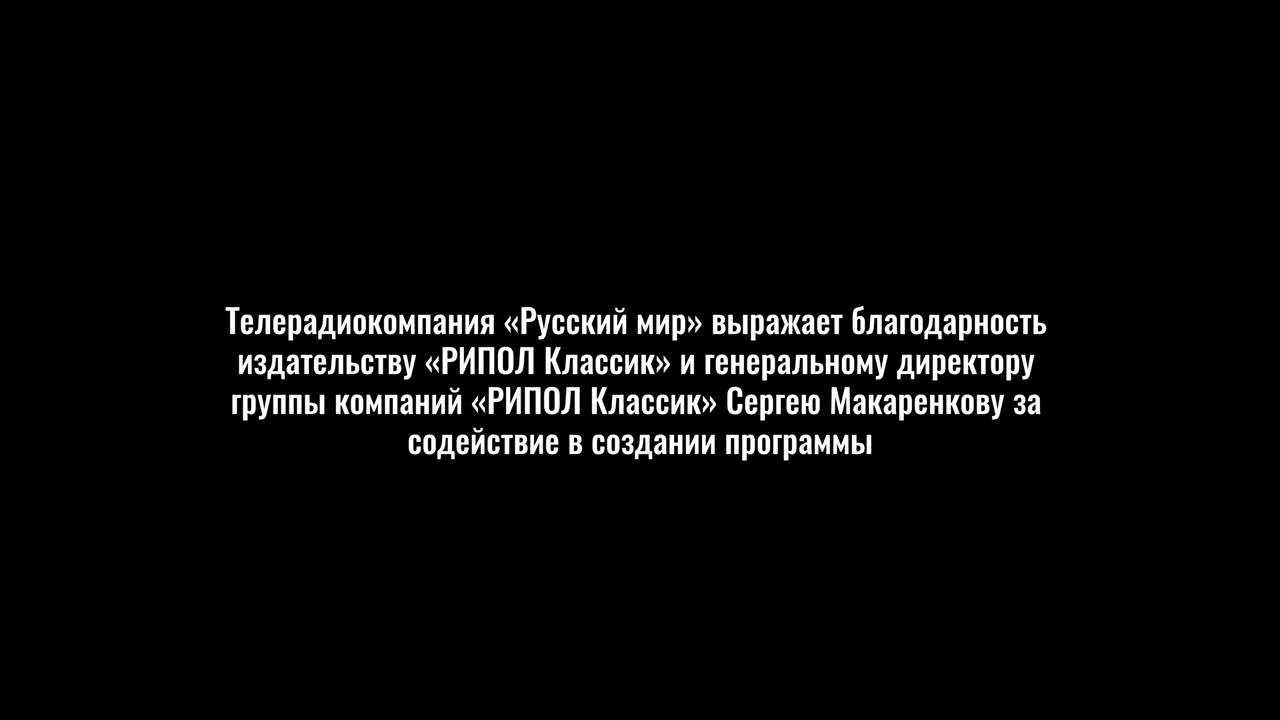 Телерадиокомпания «Русский мир» выражает благодарность
издательству «РИПОЛ Классик» и генеральному директору
группы компаний «РИПОЛ Классик» Сергею Макаренкову за
содействие в создании программы